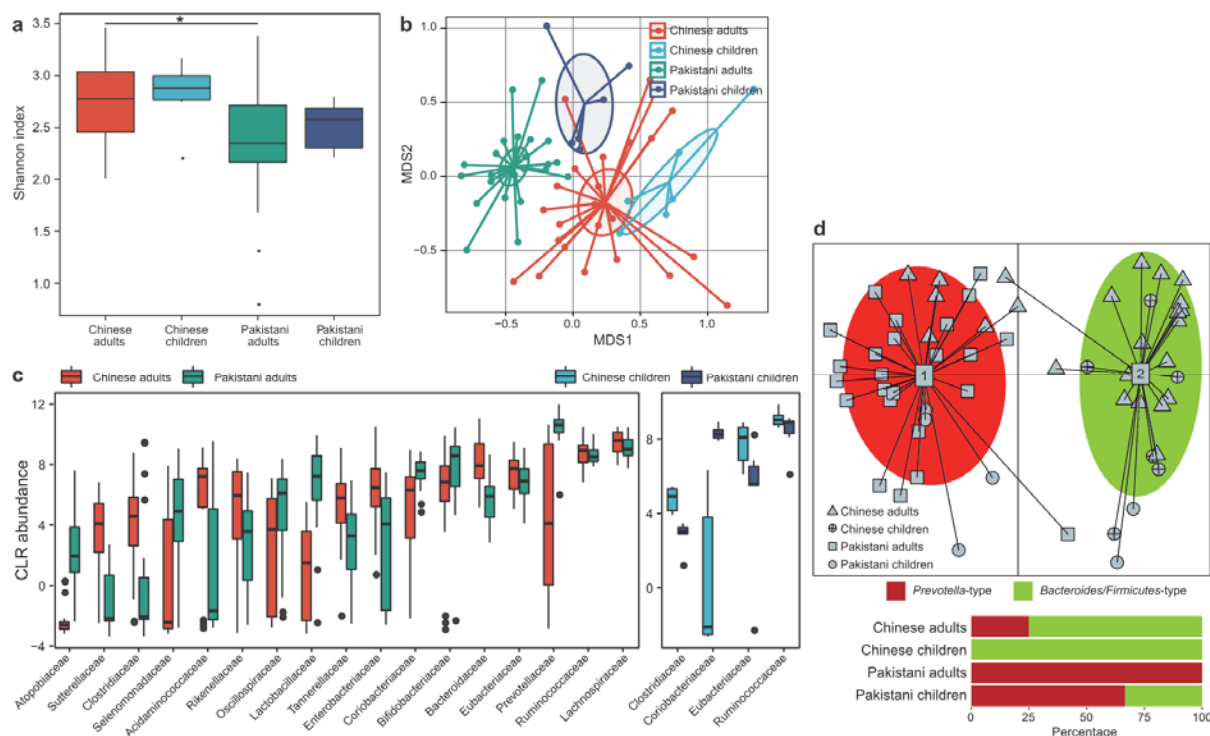 a
3.5
3.0
2.5
2.0
1.5
1.0
Shannon index
*
Chinese adults
Chinese children
Pakistani adults
Pakistani children
b
1.0
0.5
0.0
−0.5
MDS2
Chinese adults
Chinese children
Pakistani adults
Pakistani children
−0.5
0.0
0.5
1.0
MDS1
c
Chinese adults
Pakistani adults
Chinese children
Pakistani children
12
8
4
0
−4
CLR abundance
Atopobiaceae
Suterellaceae
Clostridiaceae
Selenomonadaceae
Acidaminococcaceae
Rikenellaceae
Oscillospiraceae
Lactobacillaceae
Tannerellaceae
Enterobacteriaceae
Coriobacteriaceae
Bifidobacteriaceae
Bacteroidaceae
Eubacteriaceae
Prevotellaceae
Ruminococcaceae
Lachnospiraceae
8
4
0
Clostridiaceae
Coriobacteriaceae
Eubacteriaceae
Ruminococcaceae
d
1
2
Chinese adults
Chinese children
Pakistani adults
Pakistani children
Prevotella-type
Bacteroides/Firmicutes-type
Chinese adults
Chinese children
Pakistani adults
Pakistani children
0
25
50
75
100
Percentage